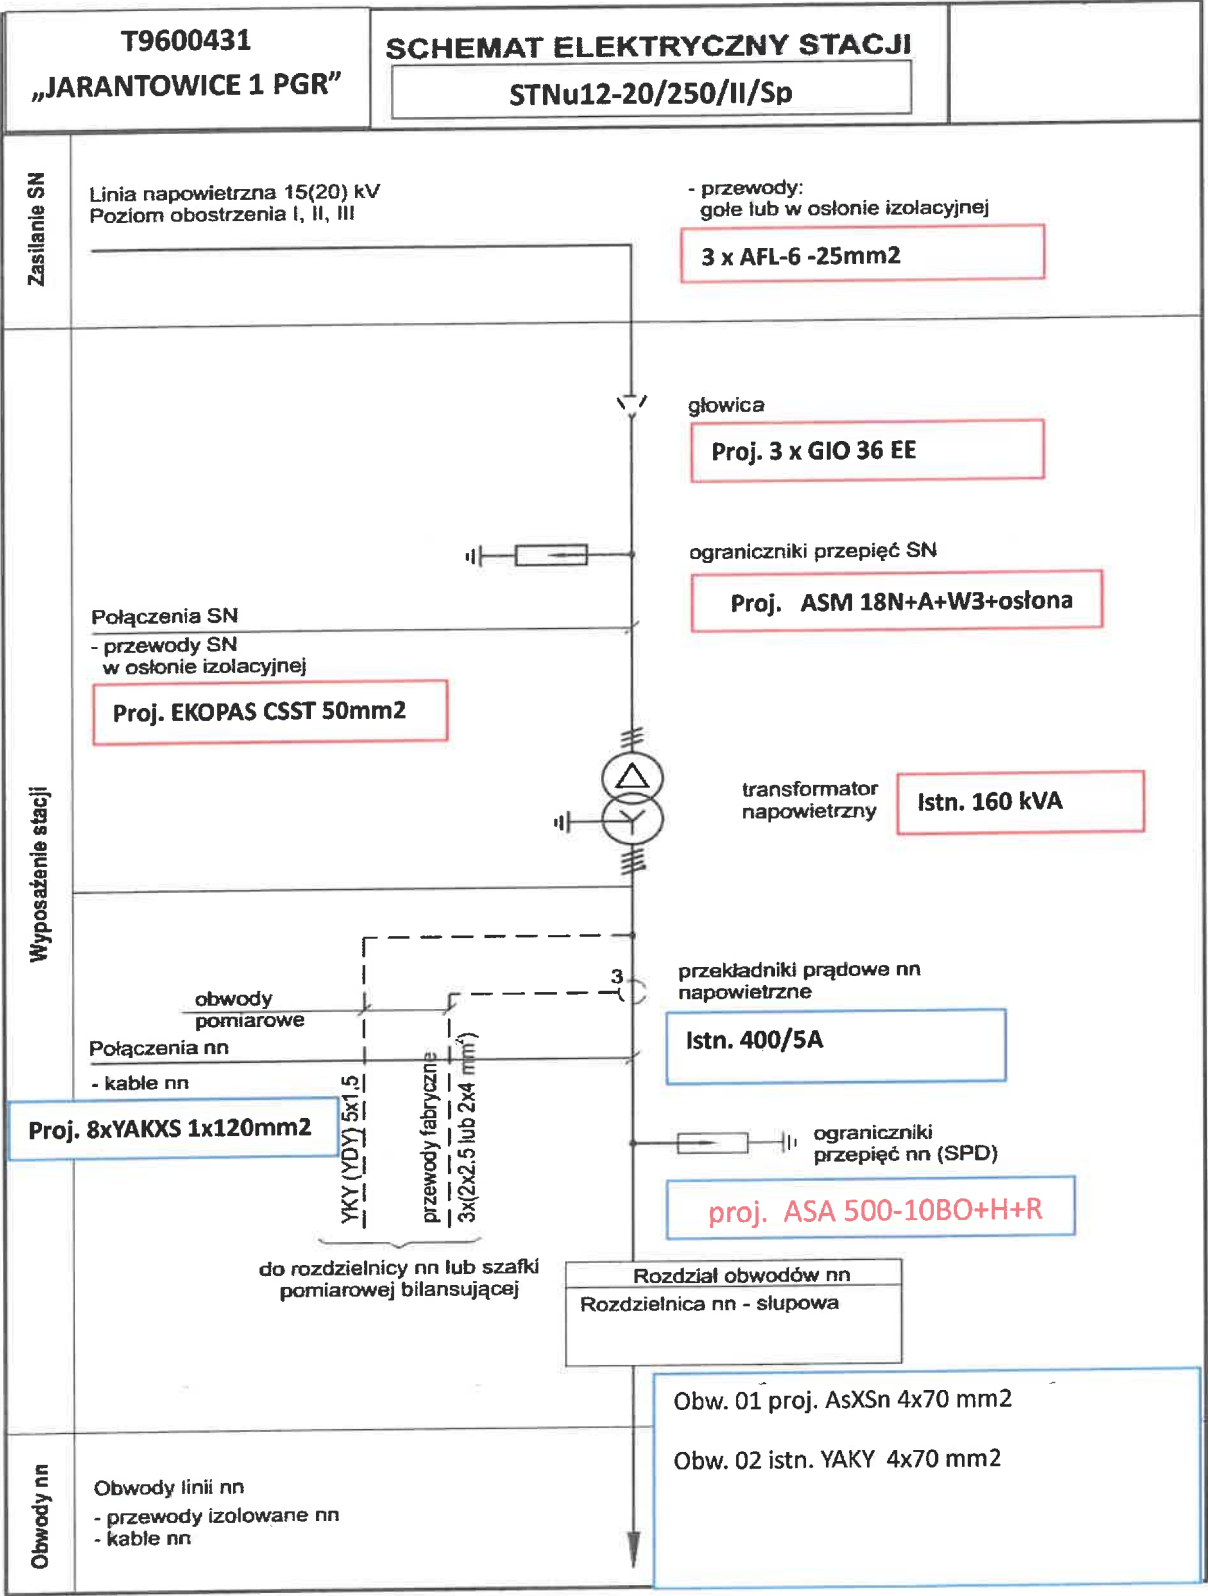 T9600431
„JARANTOWICE 1 PGR”
SCHEMAT ELEKTRYCZNY STACJI
STNu12-20/250/II/Sp
Zasilanie SN
Linia napowietrzna 15(20) kV
Poziom obostrzenia I, II, III
- przewody:
gołe lub w osłonie izolacyjnej
3 x AFL-6 -25mm2
Wyposażenie stacji
głowica
Proj. 3 x GIO 36 EE
ograniczniki przepięć SN
Proj. ASM 18N+A+W3+osłona
Połączenia SN
- przewody SN
w osłonie izolacyjnej
Proj. EKOPAS CSST 50mm2
transformator
napowietrzny
Istn. 160 kVA
3
przekładniki prądowe nn
napowietrzne
Istn. 400/5A
obwody
pomiarowe
Połączenia nn
- kable nn
Proj. 8xYAKXS 1x120mm2
YKY (YDY) 5x1,5
przewody fabryczne
3x(2x2,5 lub 2x4 mm²)
ograniczniki
przepięć nn (SPD)
proj. ASA 500-10BO+H+R
do rozdzielnicy nn lub szafki
pomiarowej bilansującej
Rozdział obwodów nn
Rozdzielnica nn - słupowa
Obw. 01 proj. AsXSn 4x70 mm2
Obw. 02 istn. YAKY 4x70 mm2
Obwody nn
Obwody linii nn
- przewody izolowane nn
- kable nn